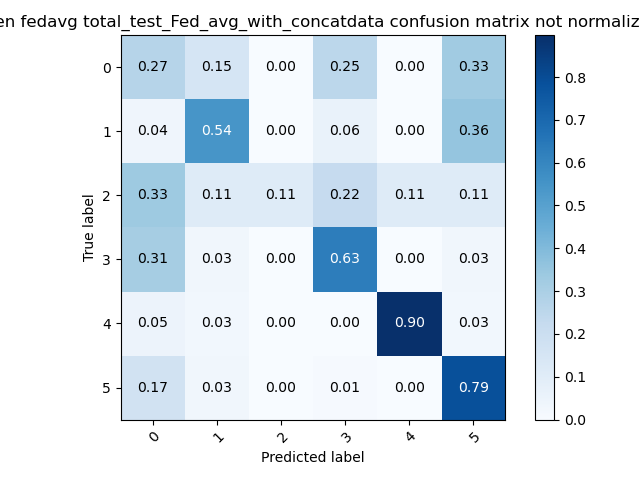 en fedavg total_test_Fed_avg_with_concatdata confusion matrix not normaliz
0 0.27 0.15 0.00 0.25 0.00 0.33
1 0.04 0.54 0.00 0.06 0.00 0.36
2 0.33 0.11 0.11 0.22 0.11 0.11
3 0.31 0.03 0.00 0.63 0.00 0.03
4 0.05 0.03 0.00 0.00 0.90 0.03
5 0.17 0.03 0.00 0.01 0.00 0.79
True label
0 1 2 3 4 5
Predicted label
0.8
0.7
0.6
0.5
0.4
0.3
0.2
0.1
0.0